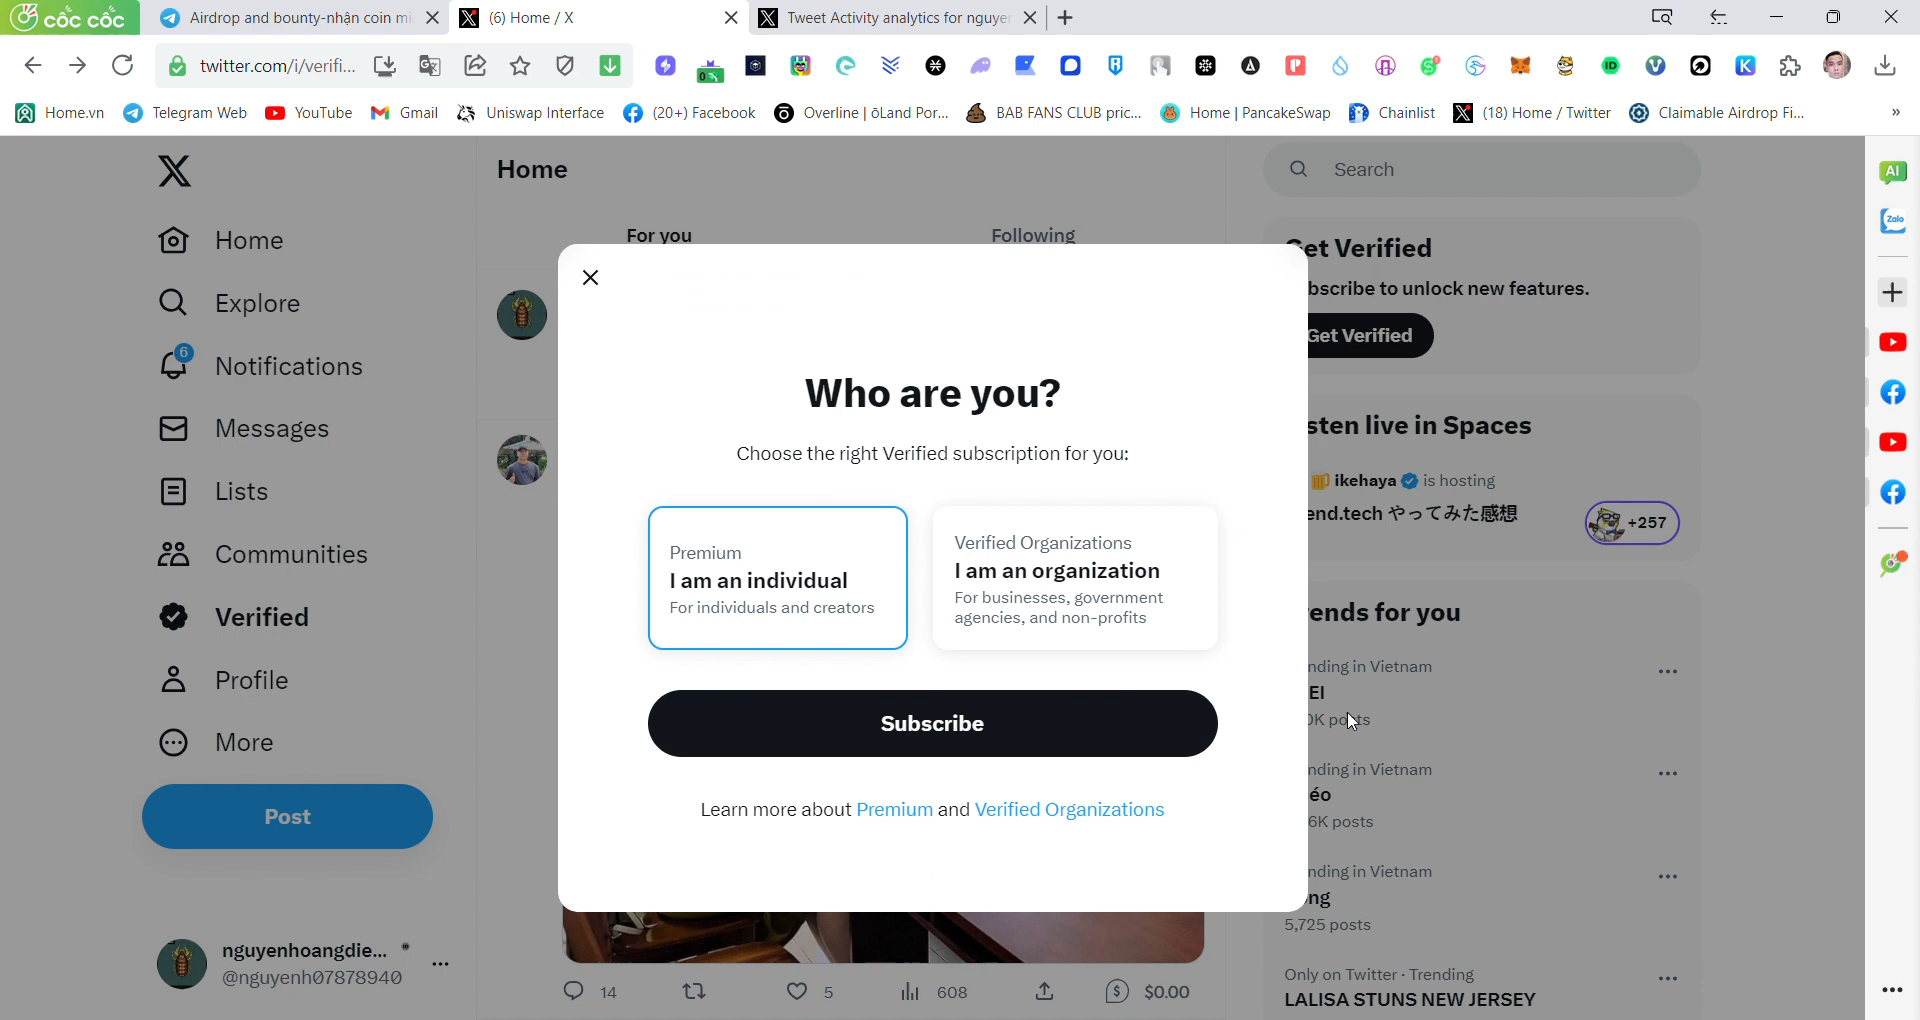 cốc cốc
Airdrop and bounty-nhận coin mi
(6) Home / X
Tweet Activity analytics for nguyen
twitter.com/i/verifi...
Home.vn
Telegram Web
YouTube
Gmail
Uniswap Interface
(20+) Facebook
Overline | ōLand Por...
BAB FANS CLUB pric...
Home | PancakeSwap
Chainlist
(18) Home / Twitter
Claimable Airdrop Fi...
Home
Explore
6
Notifications
Messages
Lists
Communities
Verified
Profile
More
Post
nguyenhoangdie...
@nguyenh07878940
Home
For you
Following
Who are you?
Choose the right Verified subscription for you:
Premium
I am an individual
For individuals and creators
Verified Organizations
I am an organization
For businesses, government
agencies, and non-profits
Subscribe
Learn more about Premium and Verified Organizations
14
5
608
$0.00
Search
Get Verified
bscribe to unlock new features.
Get Verified
sten live in Spaces
ikehaya is hosting
end.tech やってみた感想
+257
ends for you
nding in Vietnam
EI
0K posts
nding in Vietnam
éo
6K posts
nding in Vietnam
ng
5,725 posts
Only on Twitter · Trending
LALISA STUNS NEW JERSEY
AI
Zalo